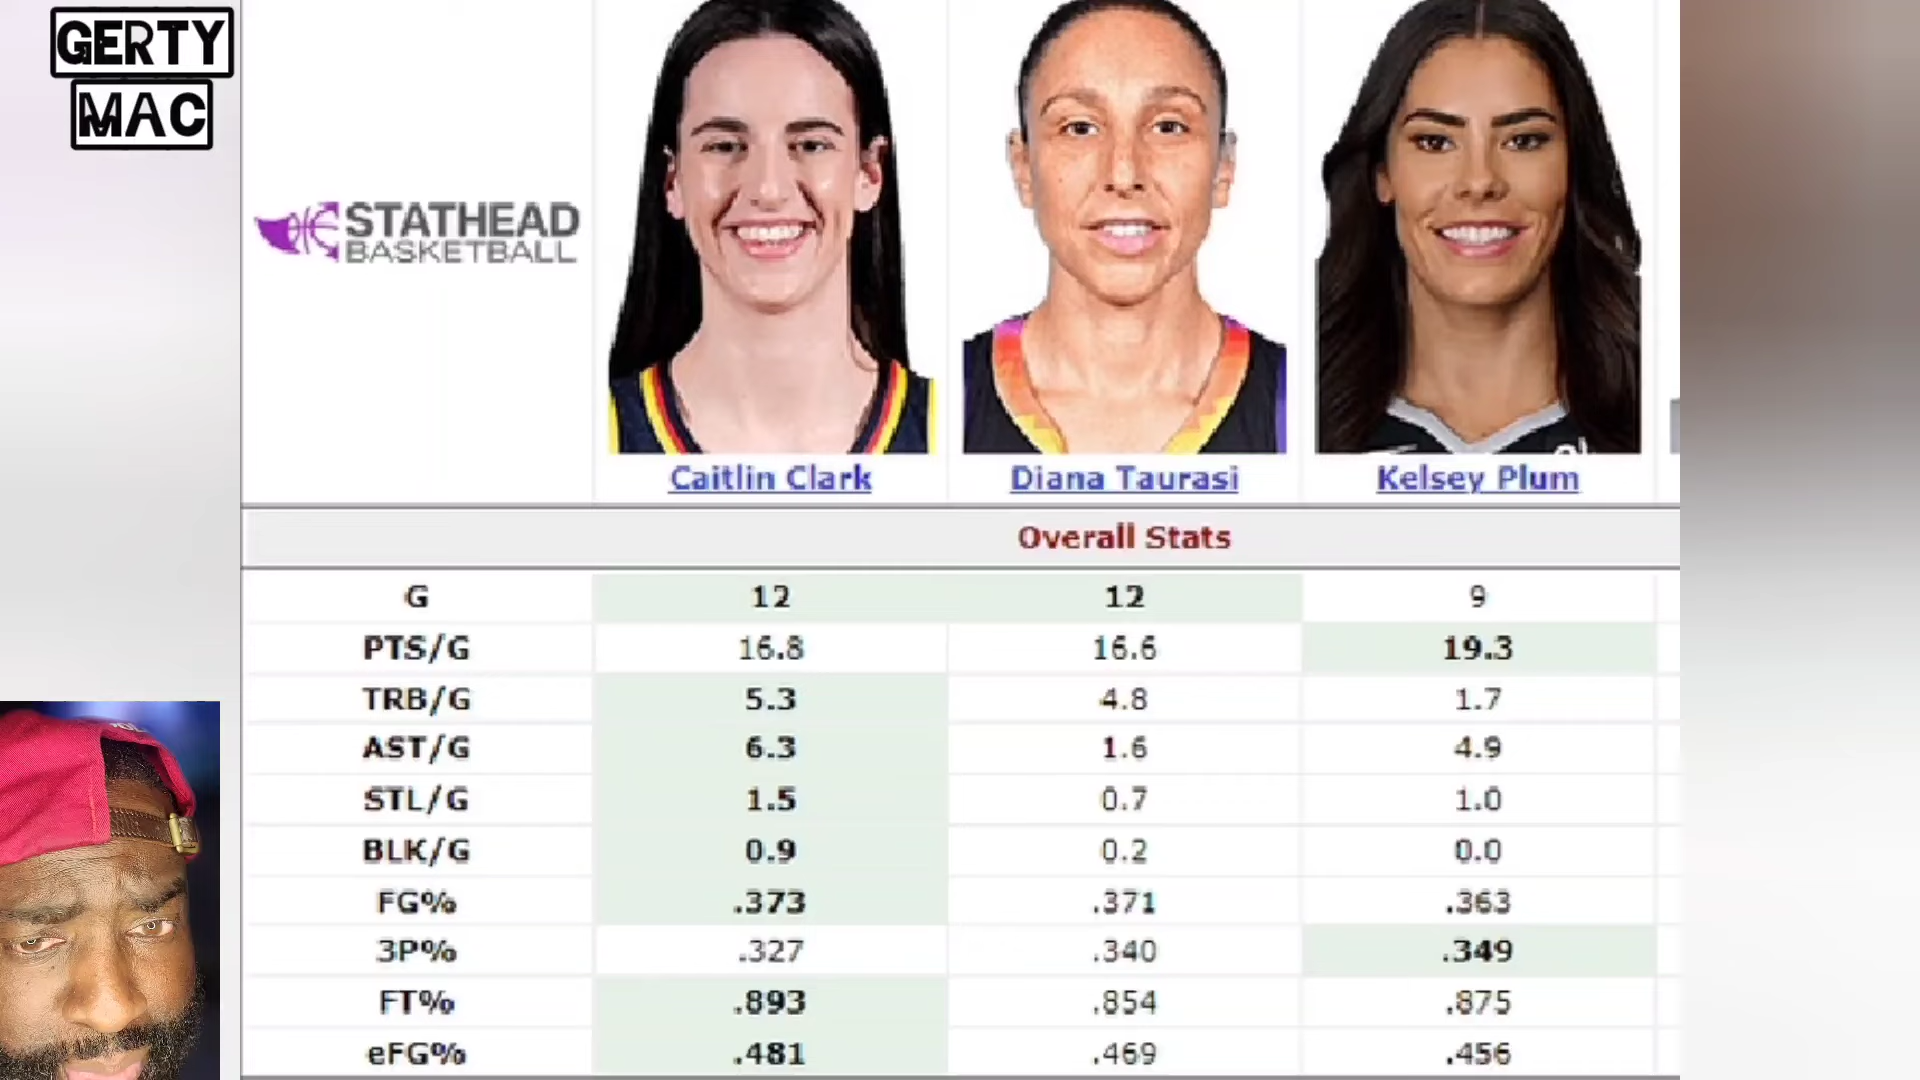 GERTY
MAC
STATHEAD
BASKETBALL
Caitlin Clark Diana Taurasi Kelsey Plum
Overall Stats
G 12 12 9
PTS/G 16.8 16.6 19.3
TRB/G 5.3 4.8 1.7
AST/G 6.3 1.6 4.9
STL/G 1.5 0.7 1.0
BLK/G 0.9 0.2 0.0
FG% .373 .371 .363
3P% .327 .340 .349
FT% .893 .854 .875
eFG% .481 .469 .456